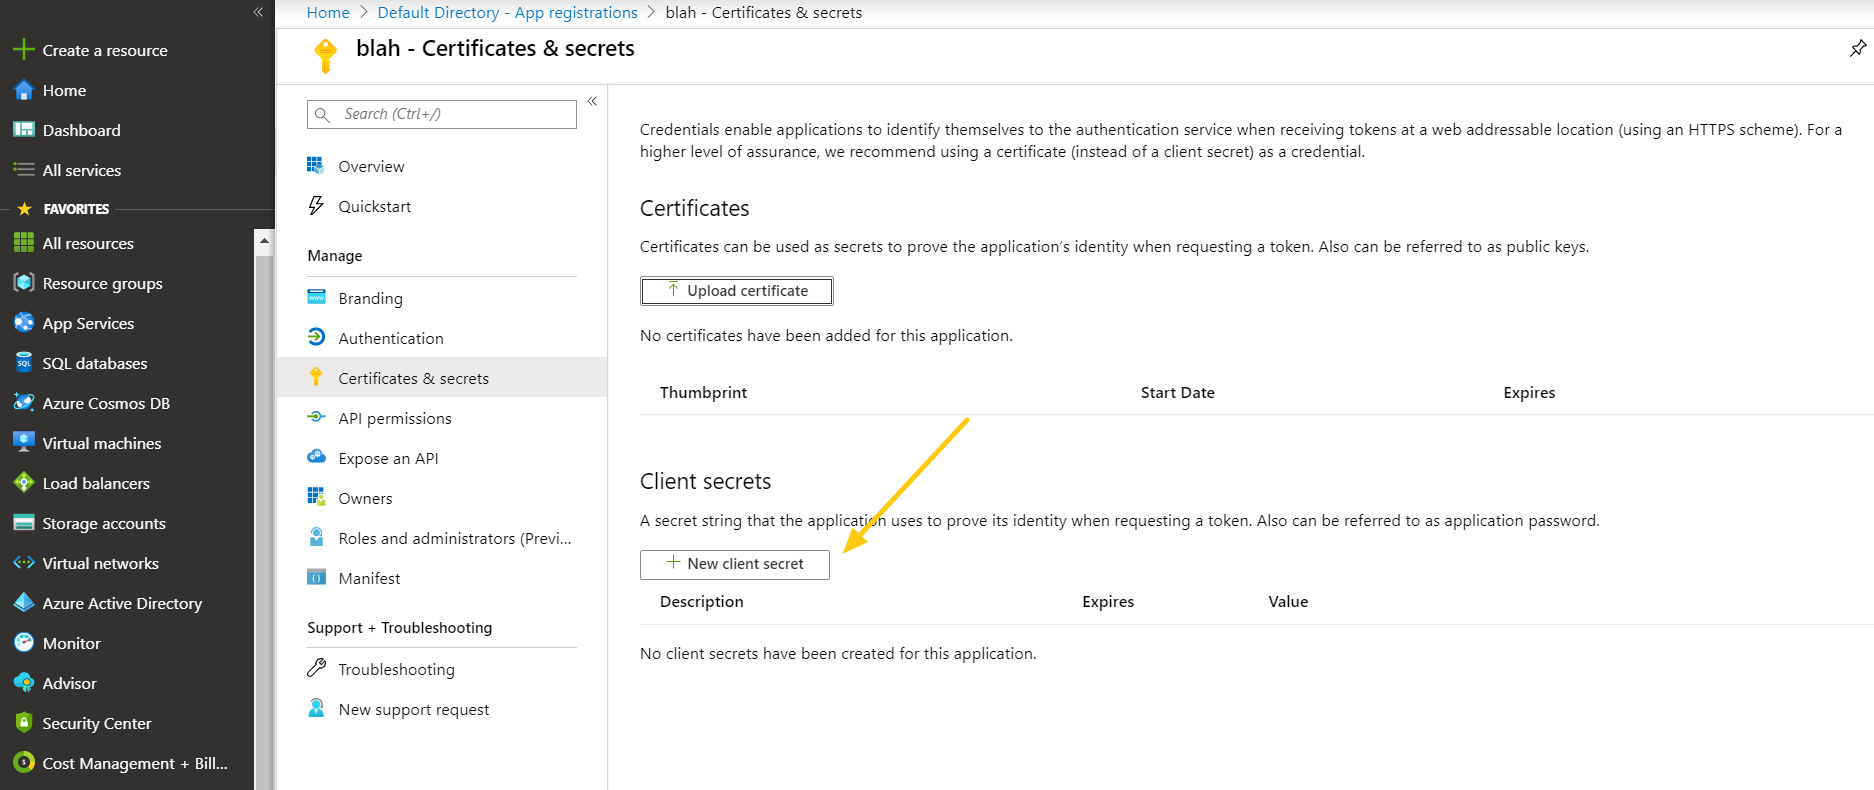 Home > Default Directory - App registrations > blah - Certificates & secrets
Create a resource
Home
Dashboard
All services
FAVORITES
All resources
Resource groups
App Services
SQL databases
Azure Cosmos DB
Virtual machines
Load balancers
Storage accounts
Virtual networks
Azure Active Directory
Monitor
Advisor
Security Center
Cost Management + Bill...
blah - Certificates & secrets
Search (Ctrl+/)
Overview
Quickstart
Manage
Branding
Authentication
Certificates & secrets
API permissions
Expose an API
Owners
Roles and administrators (Previ...
Manifest
Support + Troubleshooting
Troubleshooting
New support request
Credentials enable applications to identify themselves to the authentication service when receiving tokens at a web addressable location (using an HTTPS scheme). For a
higher level of assurance, we recommend using a certificate (instead of a client secret) as a credential.
Certificates
Certificates can be used as secrets to prove the application's identity when requesting a token. Also can be referred to as public keys.
Upload certificate
No certificates have been added for this application.
Thumbprint Start Date Expires
Client secrets
A secret string that the application uses to prove its identity when requesting a token. Also can be referred to as application password.
New client secret
Description Expires Value
No client secrets have been created for this application.